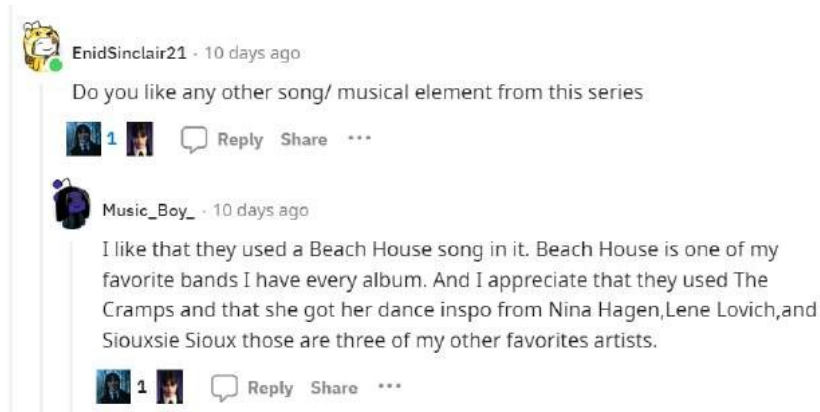 EnidSinclair21 · 10 days ago
Do you like any other song/ musical element from this series
1 Reply Share ···
Music_Boy_ · 10 days ago
I like that they used a Beach House song in it. Beach House is one of my
favorite bands I have every album. And I appreciate that they used The
Cramps and that she got her dance inspo from Nina Hagen,Lene Lovich,and
Siouxsie Sioux those are three of my other favorites artists.
1 Reply Share ···